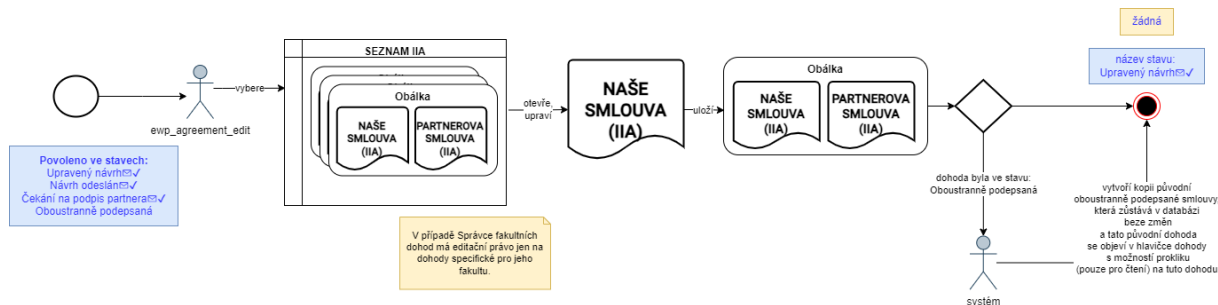 ewp_agreement_edit
Povoleno ve stavech:
Upravený návrh✉✓
Návrh odeslán✉✓
Čekání na podpis partnera✉✓
Oboustranně podepsaná
vybere
SEZNAM IIA
Obálka
NAŠE
SMLOUVA
(IIA)
PARTNEROVA
SMLOUVA
(IIA)
V případě Správce fakultních
dohod má editační právo jen na
dohody specifické pro jeho
fakultu.
otevře,
upraví
NAŠE
SMLOUVA
(IIA)
uloží
Obálka
NAŠE
SMLOUVA
(IIA)
PARTNEROVA
SMLOUVA
(IIA)
dohoda byla ve stavu:
Oboustranně podepsaná
systém
žádná
název stavu:
Upravený návrh✉✓
vytvoří kopii původní
oboustranně podepsané smlouvy,
která zůstává v databázi
beze změn
a tato původní dohoda
se objeví v hlavičce dohody
s možností prokliku
(pouze pro čtení) na tuto dohodu